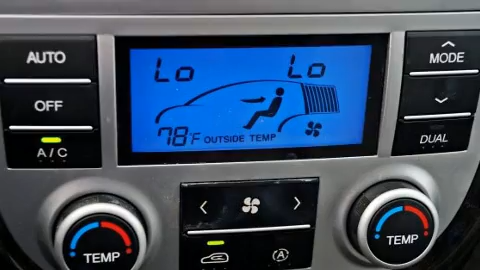 AUTO
OFF
A/C
Lo Lo
78°F OUTSIDE TEMP
MODE
DUAL
TEMP
A
TEMP